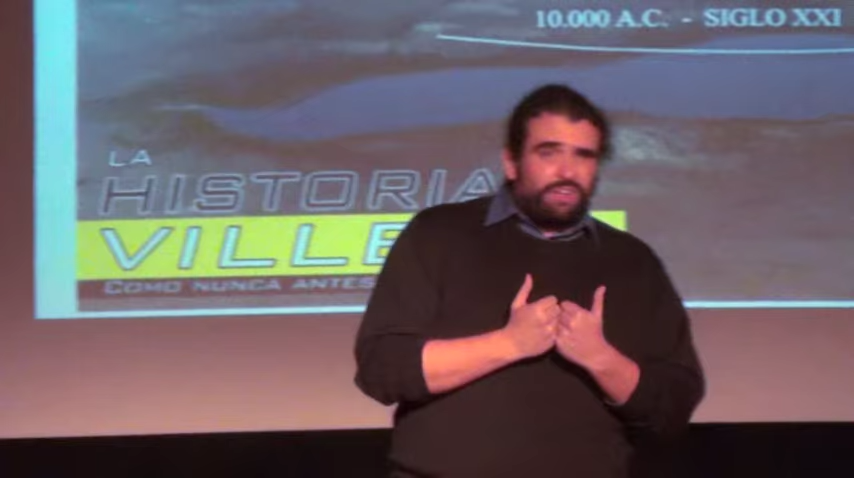 10.000 A.C. - SIGLO XXI
LA
HISTORIA
VILLE
COMO NUNCA ANTES